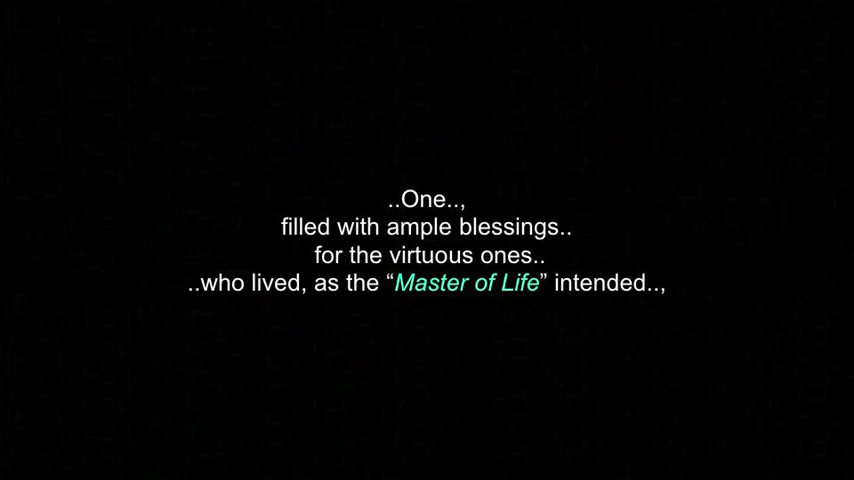 ..One..,
filled with ample blessings..
for the virtuous ones..
..who lived, as the “Master of Life” intended..,